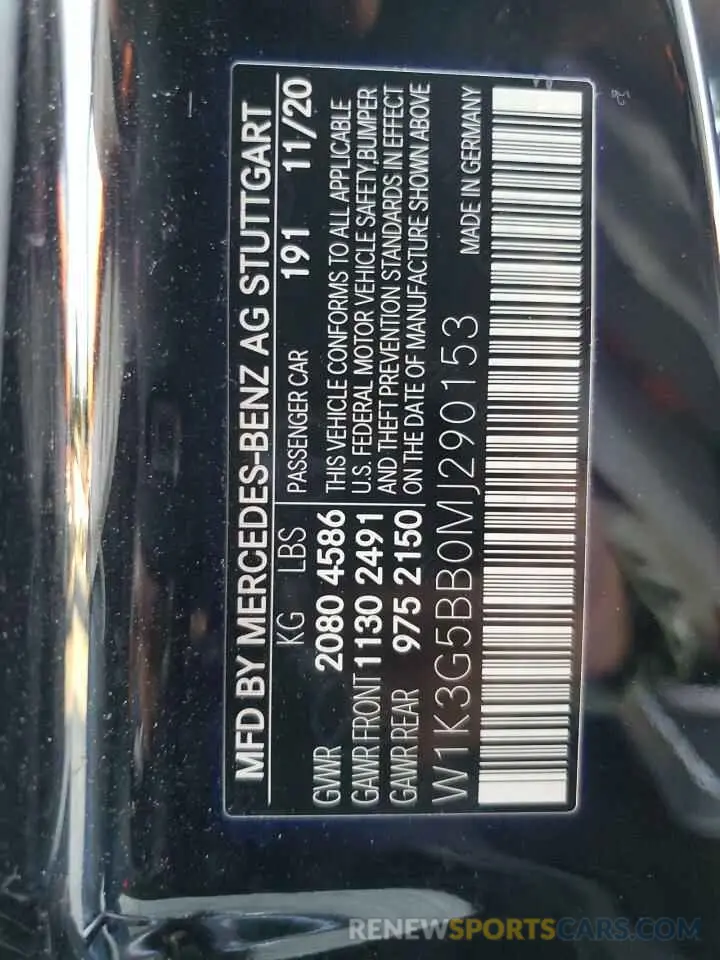 MFD BY MERCEDES-BENZ AG STUTTGART
KG LBS PASSENGER CAR 191 11/20
GVWR 2080 4586 THIS VEHICLE CONFORMS TO ALL APPLICABLE
GAWR FRONT 1130 2491 U.S. FEDERAL MOTOR VEHICLE SAFETY,BUMPER
GAWR REAR 975 2150 AND THEFT PREVENTION STANDARDS IN EFFECT
ON THE DATE OF MANUFACTURE SHOWN ABOVE
W1K3G5BB0MJ290153 MADE IN GERMANY
RENEWSPORTSCARS.COM